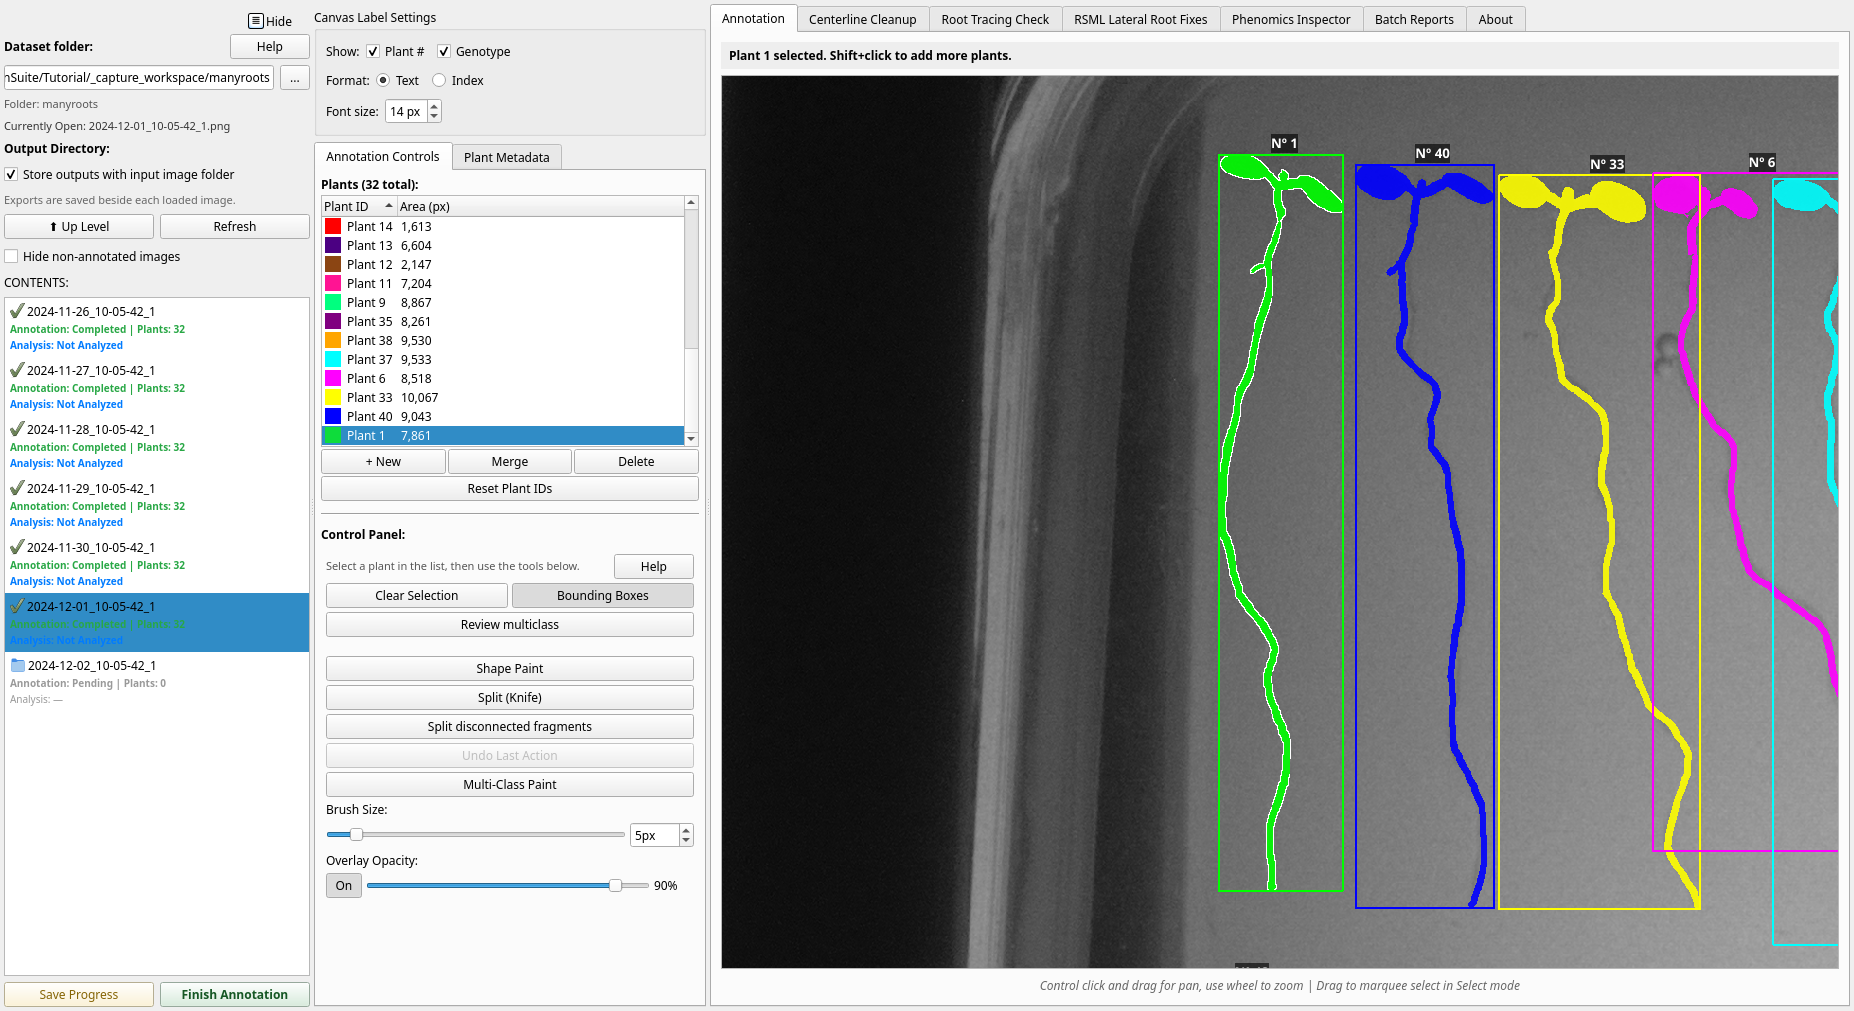 Hide
Dataset folder:
Help
nSuite/Tutorial/_capture_workspace/manyroots
...
Folder: manyroots
Currently Open: 2024-12-01_10-05-42_1.png
Output Directory:
Store outputs with input image folder
Exports are saved beside each loaded image.
Up Level
Refresh
Hide non-annotated images
CONTENTS:
2024-11-26_10-05-42_1
Annotation: Completed | Plants: 32
Analysis: Not Analyzed
2024-11-27_10-05-42_1
Annotation: Completed | Plants: 32
Analysis: Not Analyzed
2024-11-28_10-05-42_1
Annotation: Completed | Plants: 32
Analysis: Not Analyzed
2024-11-29_10-05-42_1
Annotation: Completed | Plants: 32
Analysis: Not Analyzed
2024-11-30_10-05-42_1
Annotation: Completed | Plants: 32
Analysis: Not Analyzed
2024-12-01_10-05-42_1
Annotation: Completed | Plants: 32
Analysis: Not Analyzed
2024-12-02_10-05-42_1
Annotation: Pending | Plants: 0
Analysis: —
Save Progress
Finish Annotation
Canvas Label Settings
Show: Plant # Genotype
Format: Text Index
Font size: 14 px
Annotation Controls
Plant Metadata
Plants (32 total):
Plant ID Area (px)
Plant 14 1,613
Plant 13 6,604
Plant 12 2,147
Plant 11 7,204
Plant 9 8,867
Plant 35 8,261
Plant 38 9,530
Plant 37 9,533
Plant 6 8,518
Plant 33 10,067
Plant 40 9,043
Plant 1 7,861
+ New
Merge
Delete
Reset Plant IDs
Control Panel:
Select a plant in the list, then use the tools below.
Help
Clear Selection
Bounding Boxes
Review multiclass
Shape Paint
Split (Knife)
Split disconnected fragments
Undo Last Action
Multi-Class Paint
Brush Size:
5px
Overlay Opacity:
On
90%
Annotation
Centerline Cleanup
Root Tracing Check
RSML Lateral Root Fixes
Phenomics Inspector
Batch Reports
About
Plant 1 selected. Shift+click to add more plants.
Nº 1
Nº 40
Nº 33
Nº 6
Control click and drag for pan, use wheel to zoom | Drag to marquee select in Select mode